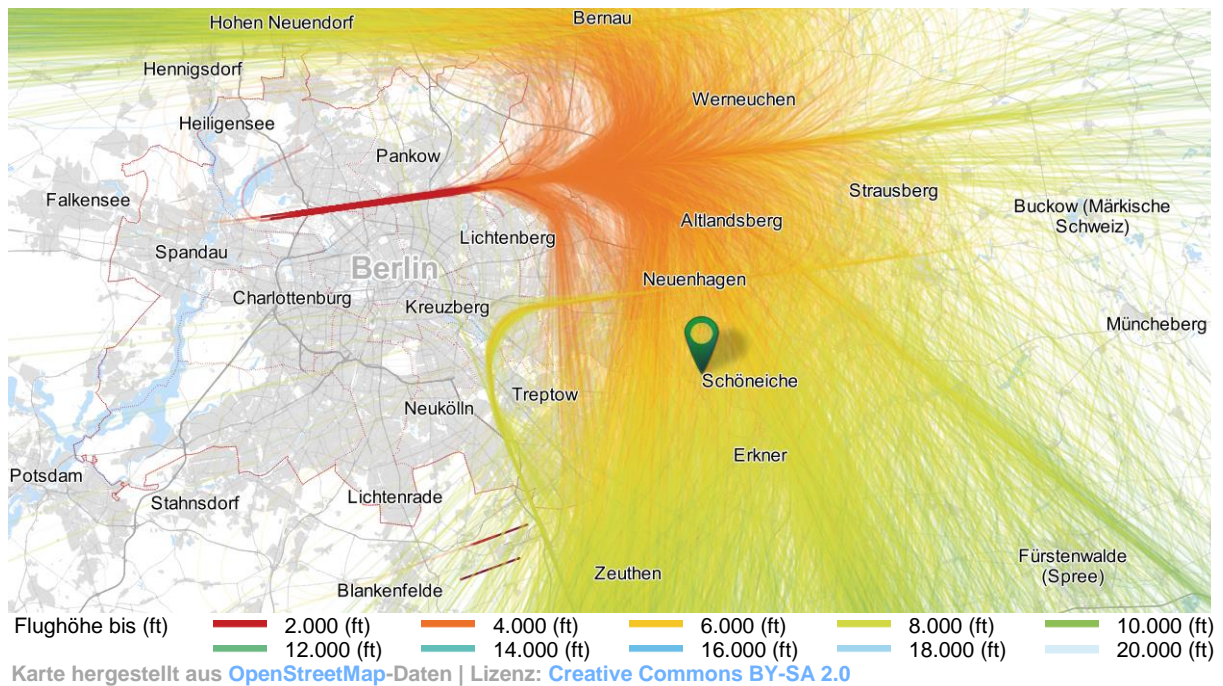 Hohen Neuendorf
Bernau
Hennigsdorf
Werneuchen
Heiligensee
Pankow
Falkensee
Strausberg
Buckow (Märkische
Schweiz)
Altlandsberg
Lichtenberg
Spandau
Berlin
Neuenhagen
Charlottenburg
Kreuzberg
Müncheberg
Schöneiche
Treptow
Neukölln
Erkner
Potsdam
Lichtenrade
Stahnsdorf
Fürstenwalde
(Spree)
Zeuthen
Blankenfelde
Flughöhe bis (ft) 2.000 (ft) 4.000 (ft) 6.000 (ft) 8.000 (ft) 10.000 (ft)
12.000 (ft) 14.000 (ft) 16.000 (ft) 18.000 (ft) 20.000 (ft)
Karte hergestellt aus OpenStreetMap-Daten | Lizenz: Creative Commons BY-SA 2.0